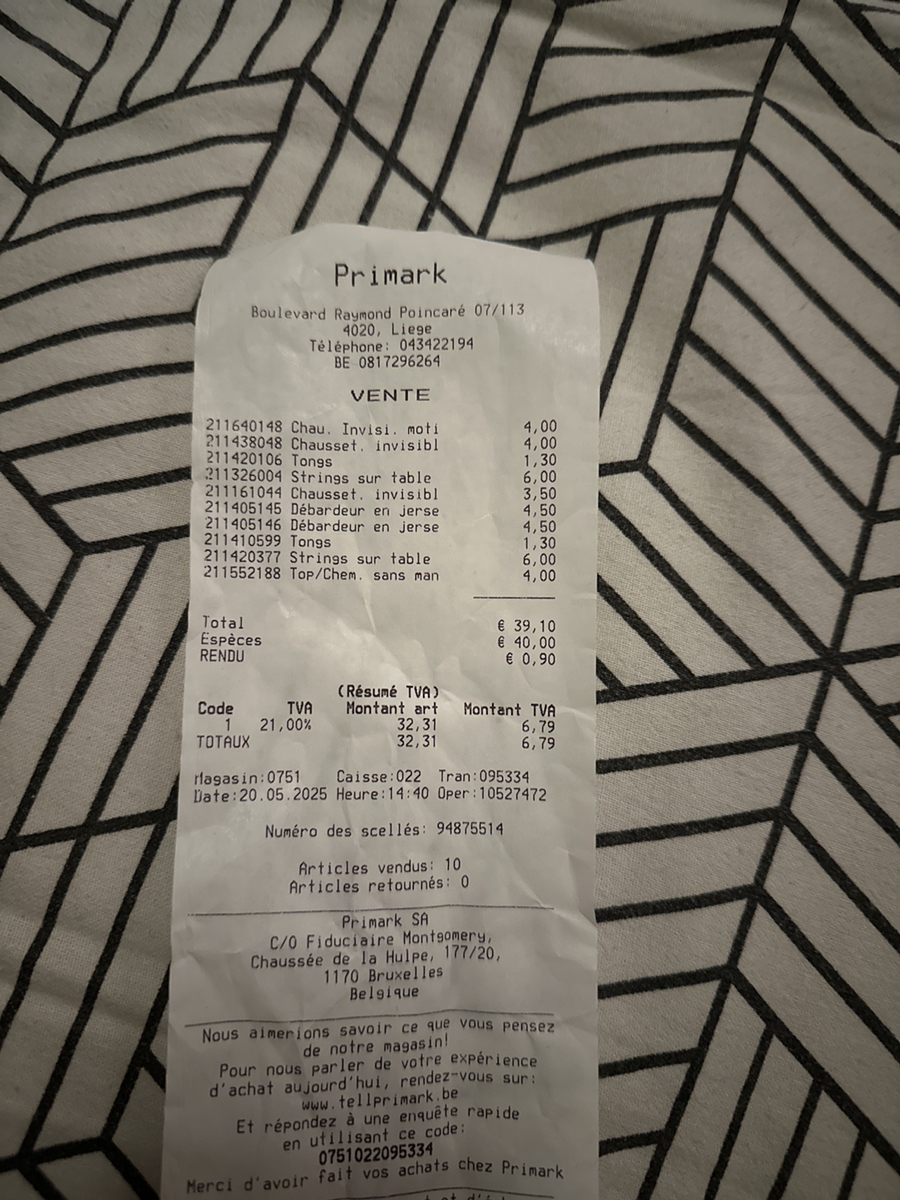 Primark
Boulevard Raymond Poincaré 07/113
4020, Liege
Téléphone: 043422194
BE 0817296264
VENTE
211640148 Chau. Invisi. moti 4,00
211438048 Chausset. invisibl 4,00
211420106 Tongs 1,30
211326004 Strings sur table 6,00
211161044 Chausset. invisibl 3,50
211405145 Débardeur en jerse 4,50
211405146 Débardeur en jerse 4,50
211410599 Tongs 1,30
211420377 Strings sur table 6,00
211552188 Top/Chem. sans man 4,00
Total € 39,10
Espèces € 40,00
RENDU € 0,90
(Résumé TVA)
Code TVA Montant art Montant TVA
1 21,00% 32,31 6,79
TOTAUX 32,31 6,79
Magasin:0751 Caisse:022 Tran:095334
Date:20.05.2025 Heure:14:40 Oper:10527472
Numéro des scellés: 94875514
Articles vendus: 10
Articles retournés: 0
Primark SA
C/O Fiduciaire Montgomery,
Chaussée de la Hulpe, 177/20,
1170 Bruxelles
Belgique
Nous aimerions savoir ce que vous pensez
de notre magasin!
Pour nous parler de votre expérience
d'achat aujourd'hui, rendez-vous sur:
www.tellprimark.be
Et répondez à une enquête rapide
en utilisant ce code:
0751022095334
Merci d'avoir fait vos achats chez Primark